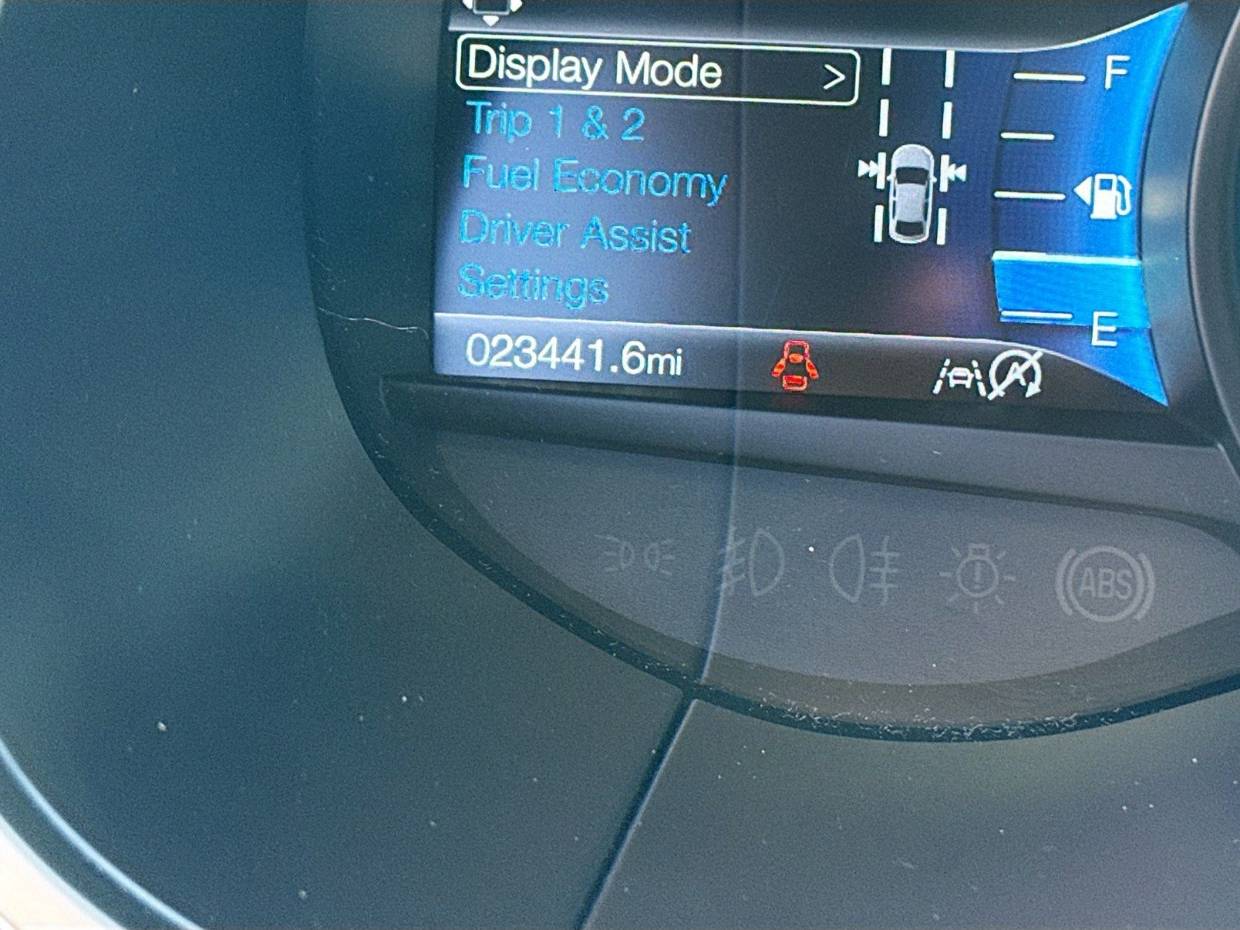 Display Mode >
Trip 1 & 2
Fuel Economy
Driver Assist
Settings
F
E
023441.6mi
A
ABS